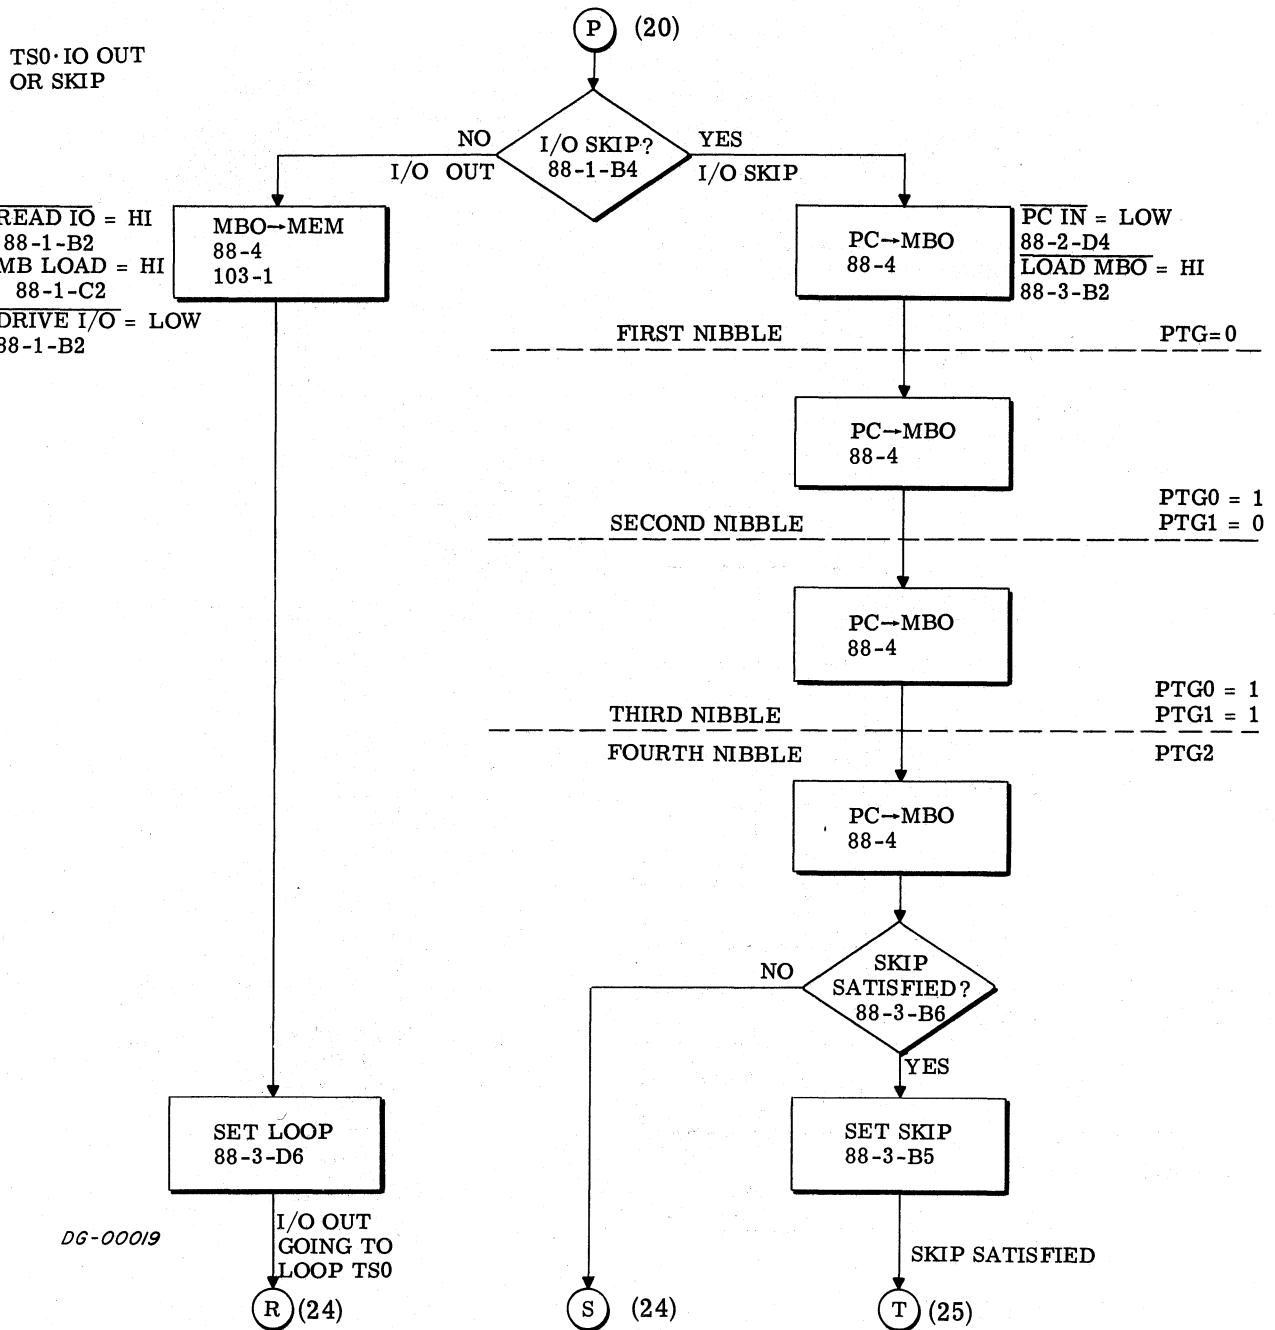 P (20)
TS0·IO OUT
OR SKIP
NO
I/O OUT
I/O SKIP?
88-1-B4
YES
I/O SKIP
READ IO = HI
88-1-B2
MB LOAD = HI
88-1-C2
DRIVE I/O = LOW
88-1-B2
MBO→MEM
88-4
103-1
PC→MBO
88-4
PC IN = LOW
88-2-D4
LOAD MBO = HI
88-3-B2
FIRST NIBBLE PTG=0
PC→MBO
88-4
PTG0 = 1
SECOND NIBBLE PTG1 = 0
PC→MBO
88-4
PTG0 = 1
THIRD NIBBLE PTG1 = 1
FOURTH NIBBLE PTG2
PC→MBO
88-4
NO
SKIP
SATISFIED?
88-3-B6
YES
SET LOOP
88-3-D6
SET SKIP
88-3-B5
I/O OUT
GOING TO
LOOP TS0
SKIP SATISFIED
DG-00019
R (24)
S (24)
T (25)